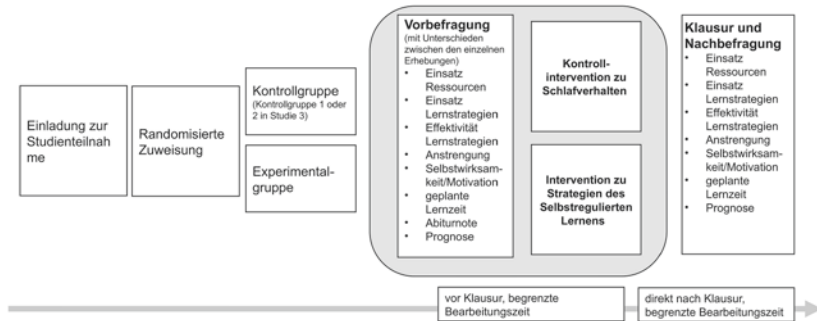 Einladung zur
Studienteilnah
me
Randomisierte
Zuweisung
Kontrollgruppe
(Kontrollgruppe 1 oder
2 in Studie 3)
Experimental-
gruppe
Vorbefragung
(mit Unterschieden
zwischen den einzelnen
Erhebungen)
• Einsatz
Ressourcen
• Einsatz
Lernstrategien
• Effektivität
Lernstrategien
• Anstrengung
• Selbstwirksam-
keit/Motivation
• geplante
Lernzeit
• Abiturnote
• Prognose
Kontroll-
intervention zu
Schlafverhalten
Intervention zu
Strategien des
Selbstregulierten
Lernens
Klausur und
Nachbefragung
• Einsatz
Ressourcen
• Einsatz
Lernstrategien
• Effektivität
Lernstrategien
• Anstrengung
• Selbstwirksam-
keit/Motivation
• geplante
Lernzeit
• Prognose
vor Klausur, begrenzte
Bearbeitungszeit
direkt nach Klausur,
begrenzte Bearbeitungszeit